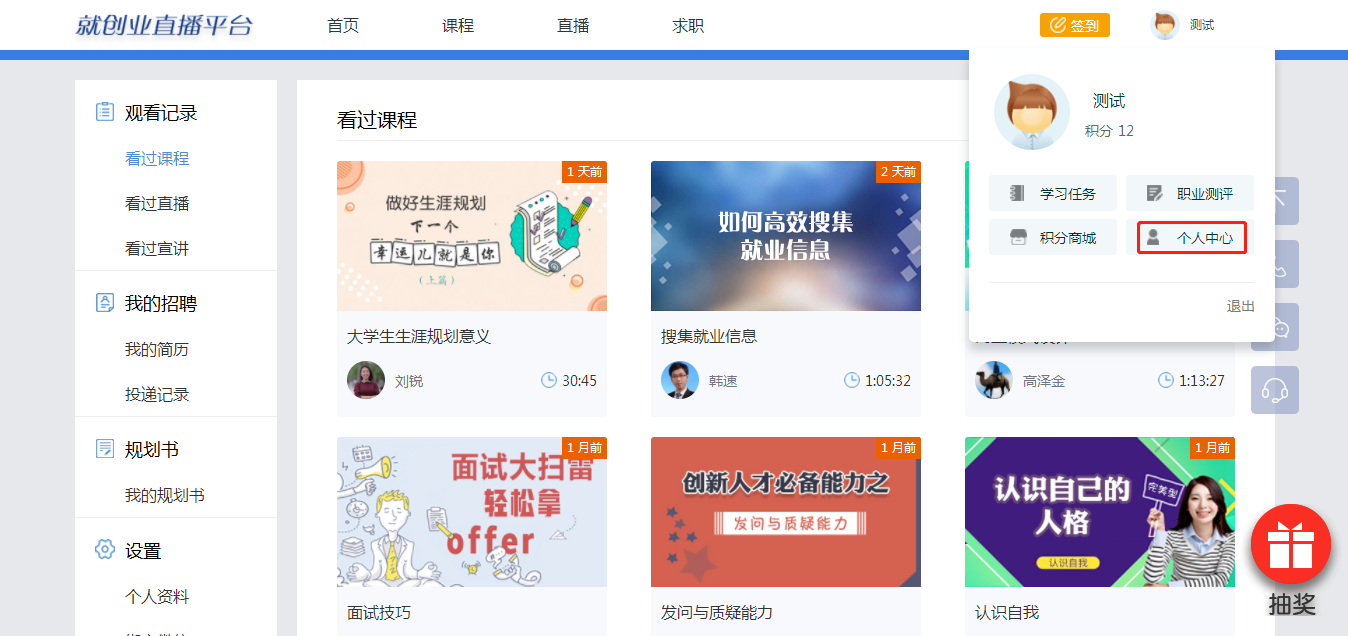 就创业直播平台
首页
课程
直播
求职
签到
测试
测试
积分 12
学习任务
职业测评
积分商城
个人中心
退出
观看记录
看过课程
看过直播
看过宣讲
我的招聘
我的简历
投递记录
规划书
我的规划书
设置
个人资料
看过课程
1 天前
做好生涯规划
下一个
幸运儿就是你
(上篇)
大学生生涯规划意义
刘锐
30:45
2 天前
如何高效搜集
就业信息
搜集就业信息
韩速
1:05:32
高泽金
1:13:27
1 月前
面试大扫雷
轻松拿
offer
面试技巧
1 月前
创新人才必备能力之
发问与质疑能力
发问与质疑能力
1 月前
认识自己的
人格
完美型
认识自我
认识自我
抽奖